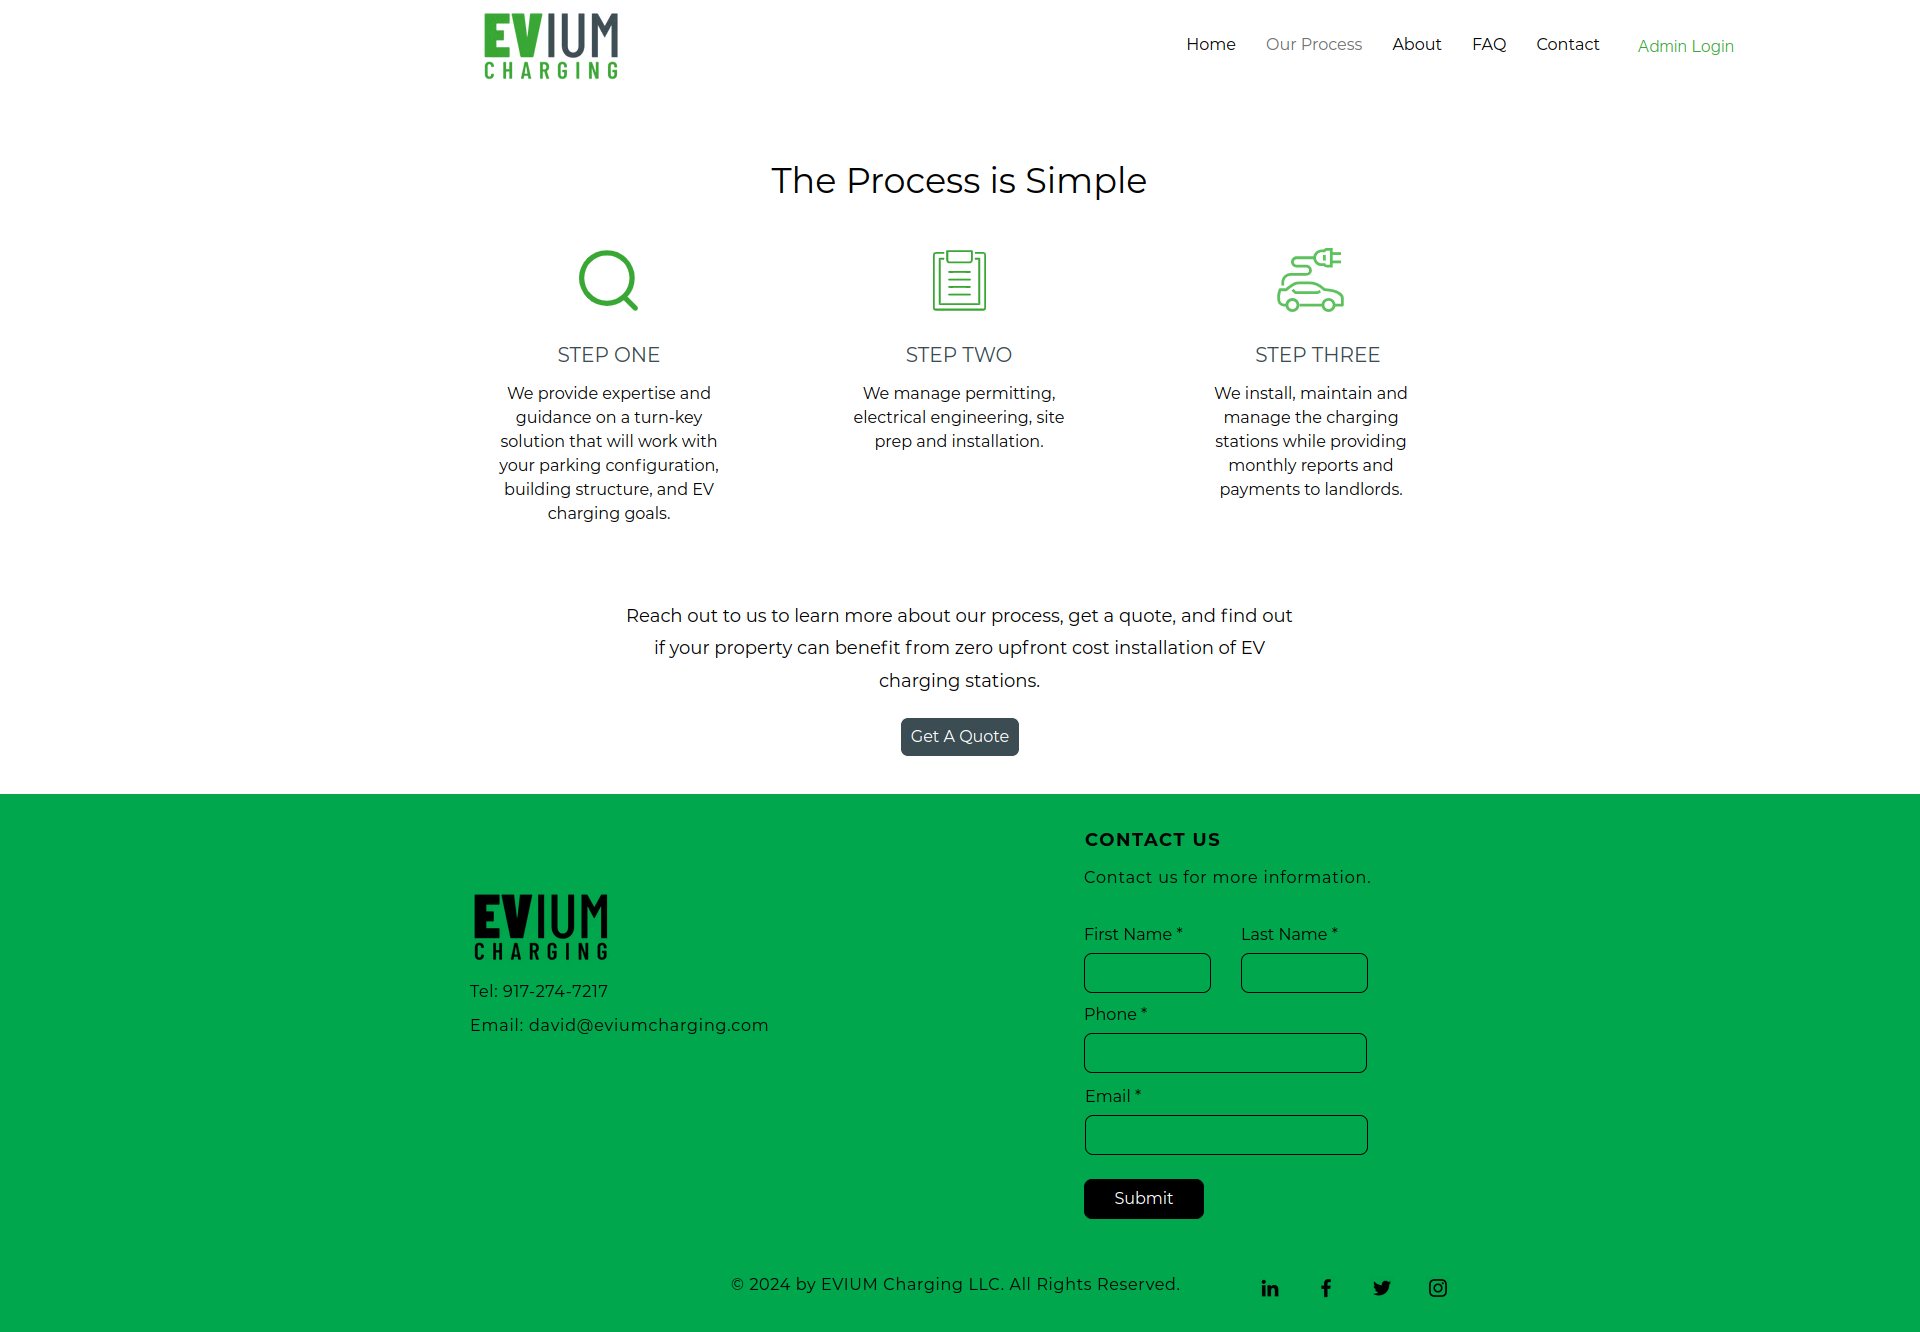 EVIUM
CHARGING
Home
Our Process
About
FAQ
Contact
Admin Login
The Process is Simple
STEP ONE
We provide expertise and
guidance on a turn-key
solution that will work with
your parking configuration,
building structure, and EV
charging goals.
STEP TWO
We manage permitting,
electrical engineering, site
prep and installation.
STEP THREE
We install, maintain and
manage the charging
stations while providing
monthly reports and
payments to landlords.
Reach out to us to learn more about our process, get a quote, and find out
if your property can benefit from zero upfront cost installation of EV
charging stations.
Get A Quote
EVIUM
CHARGING
Tel: 917-274-7217
Email: david@eviumcharging.com
CONTACT US
Contact us for more information.
First Name *
Last Name *
Phone *
Email *
Submit
© 2024 by EVIUM Charging LLC. All Rights Reserved.